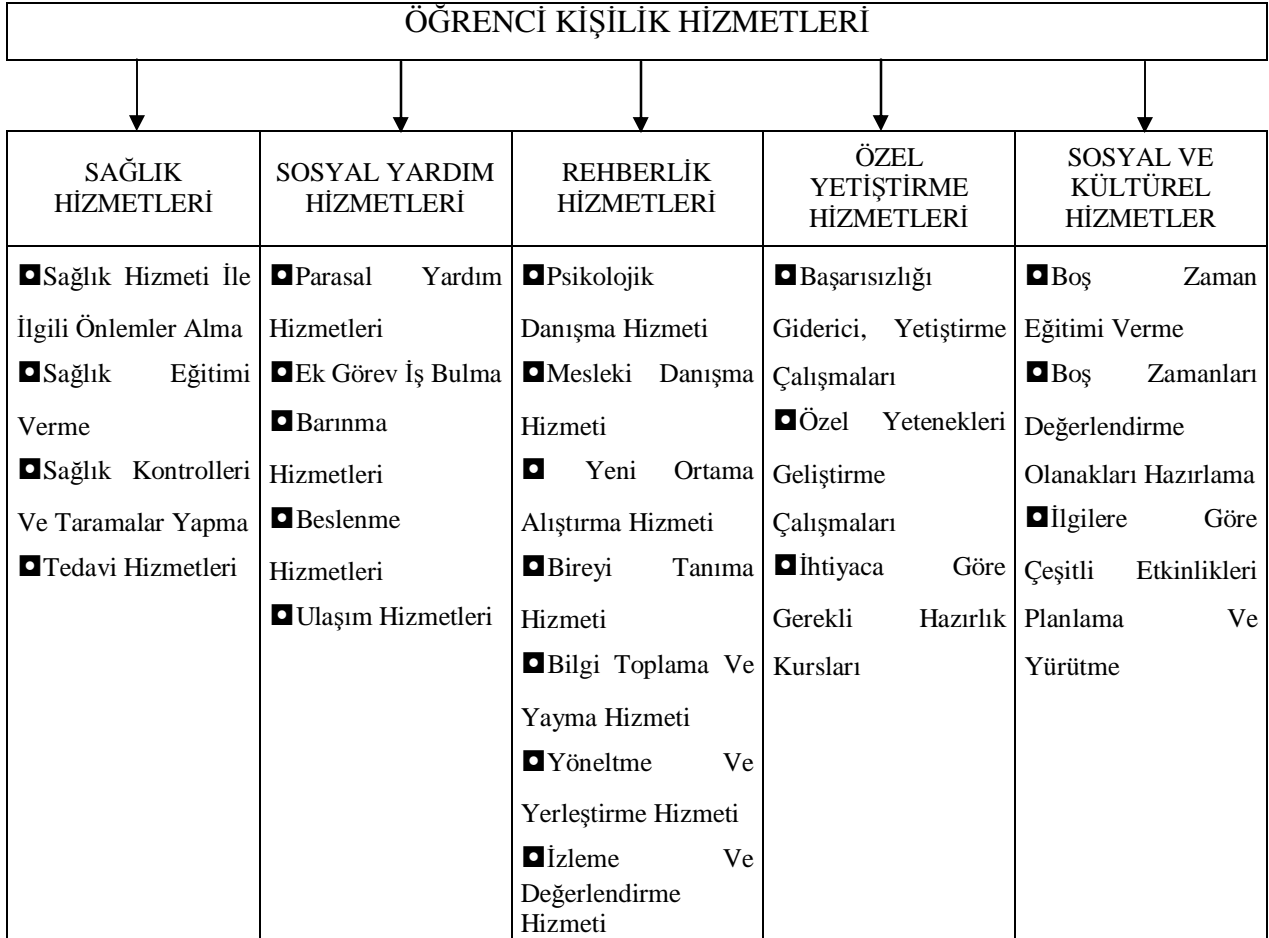 ÖĞRENCİ KİŞİLİK HİZMETLERİ
SAĞLIK
HİZMETLERİ
SOSYAL YARDIM
HİZMETLERİ
REHBERLİK
HİZMETLERİ
ÖZEL
YETİŞTİRME
HİZMETLERİ
SOSYAL VE
KÜLTÜREL
HİZMETLER
◘Sağlık Hizmeti İle
İlgili Önlemler Alma
◘Sağlık Eğitimi
Verme
◘Sağlık Kontrolleri
Ve Taramalar Yapma
◘Tedavi Hizmetleri
◘Parasal Yardım
Hizmetleri
◘Ek Görev İş Bulma
◘Barınma
Hizmetleri
◘Beslenme
Hizmetleri
◘Ulaşım Hizmetleri
◘Psikolojik
Danışma Hizmeti
◘Mesleki Danışma
Hizmeti
◘ Yeni Ortama
Alıştırma Hizmeti
◘Bireyi Tanıma
Hizmeti
◘Bilgi Toplama Ve
Yayma Hizmeti
◘Yöneltme Ve
Yerleştirme Hizmeti
◘İzleme Ve
Değerlendirme
Hizmeti
◘Başarısızlığı
Giderici, Yetiştirme
Çalışmaları
◘Özel Yetenekleri
Geliştirme
Çalışmaları
◘İhtiyaca Göre
Gerekli Hazırlık
Kursları
◘Boş Zaman
Eğitimi Verme
◘Boş Zamanları
Değerlendirme
Olanakları Hazırlama
◘İlgilere Göre
Çeşitli Etkinlikleri
Planlama Ve
Yürütme